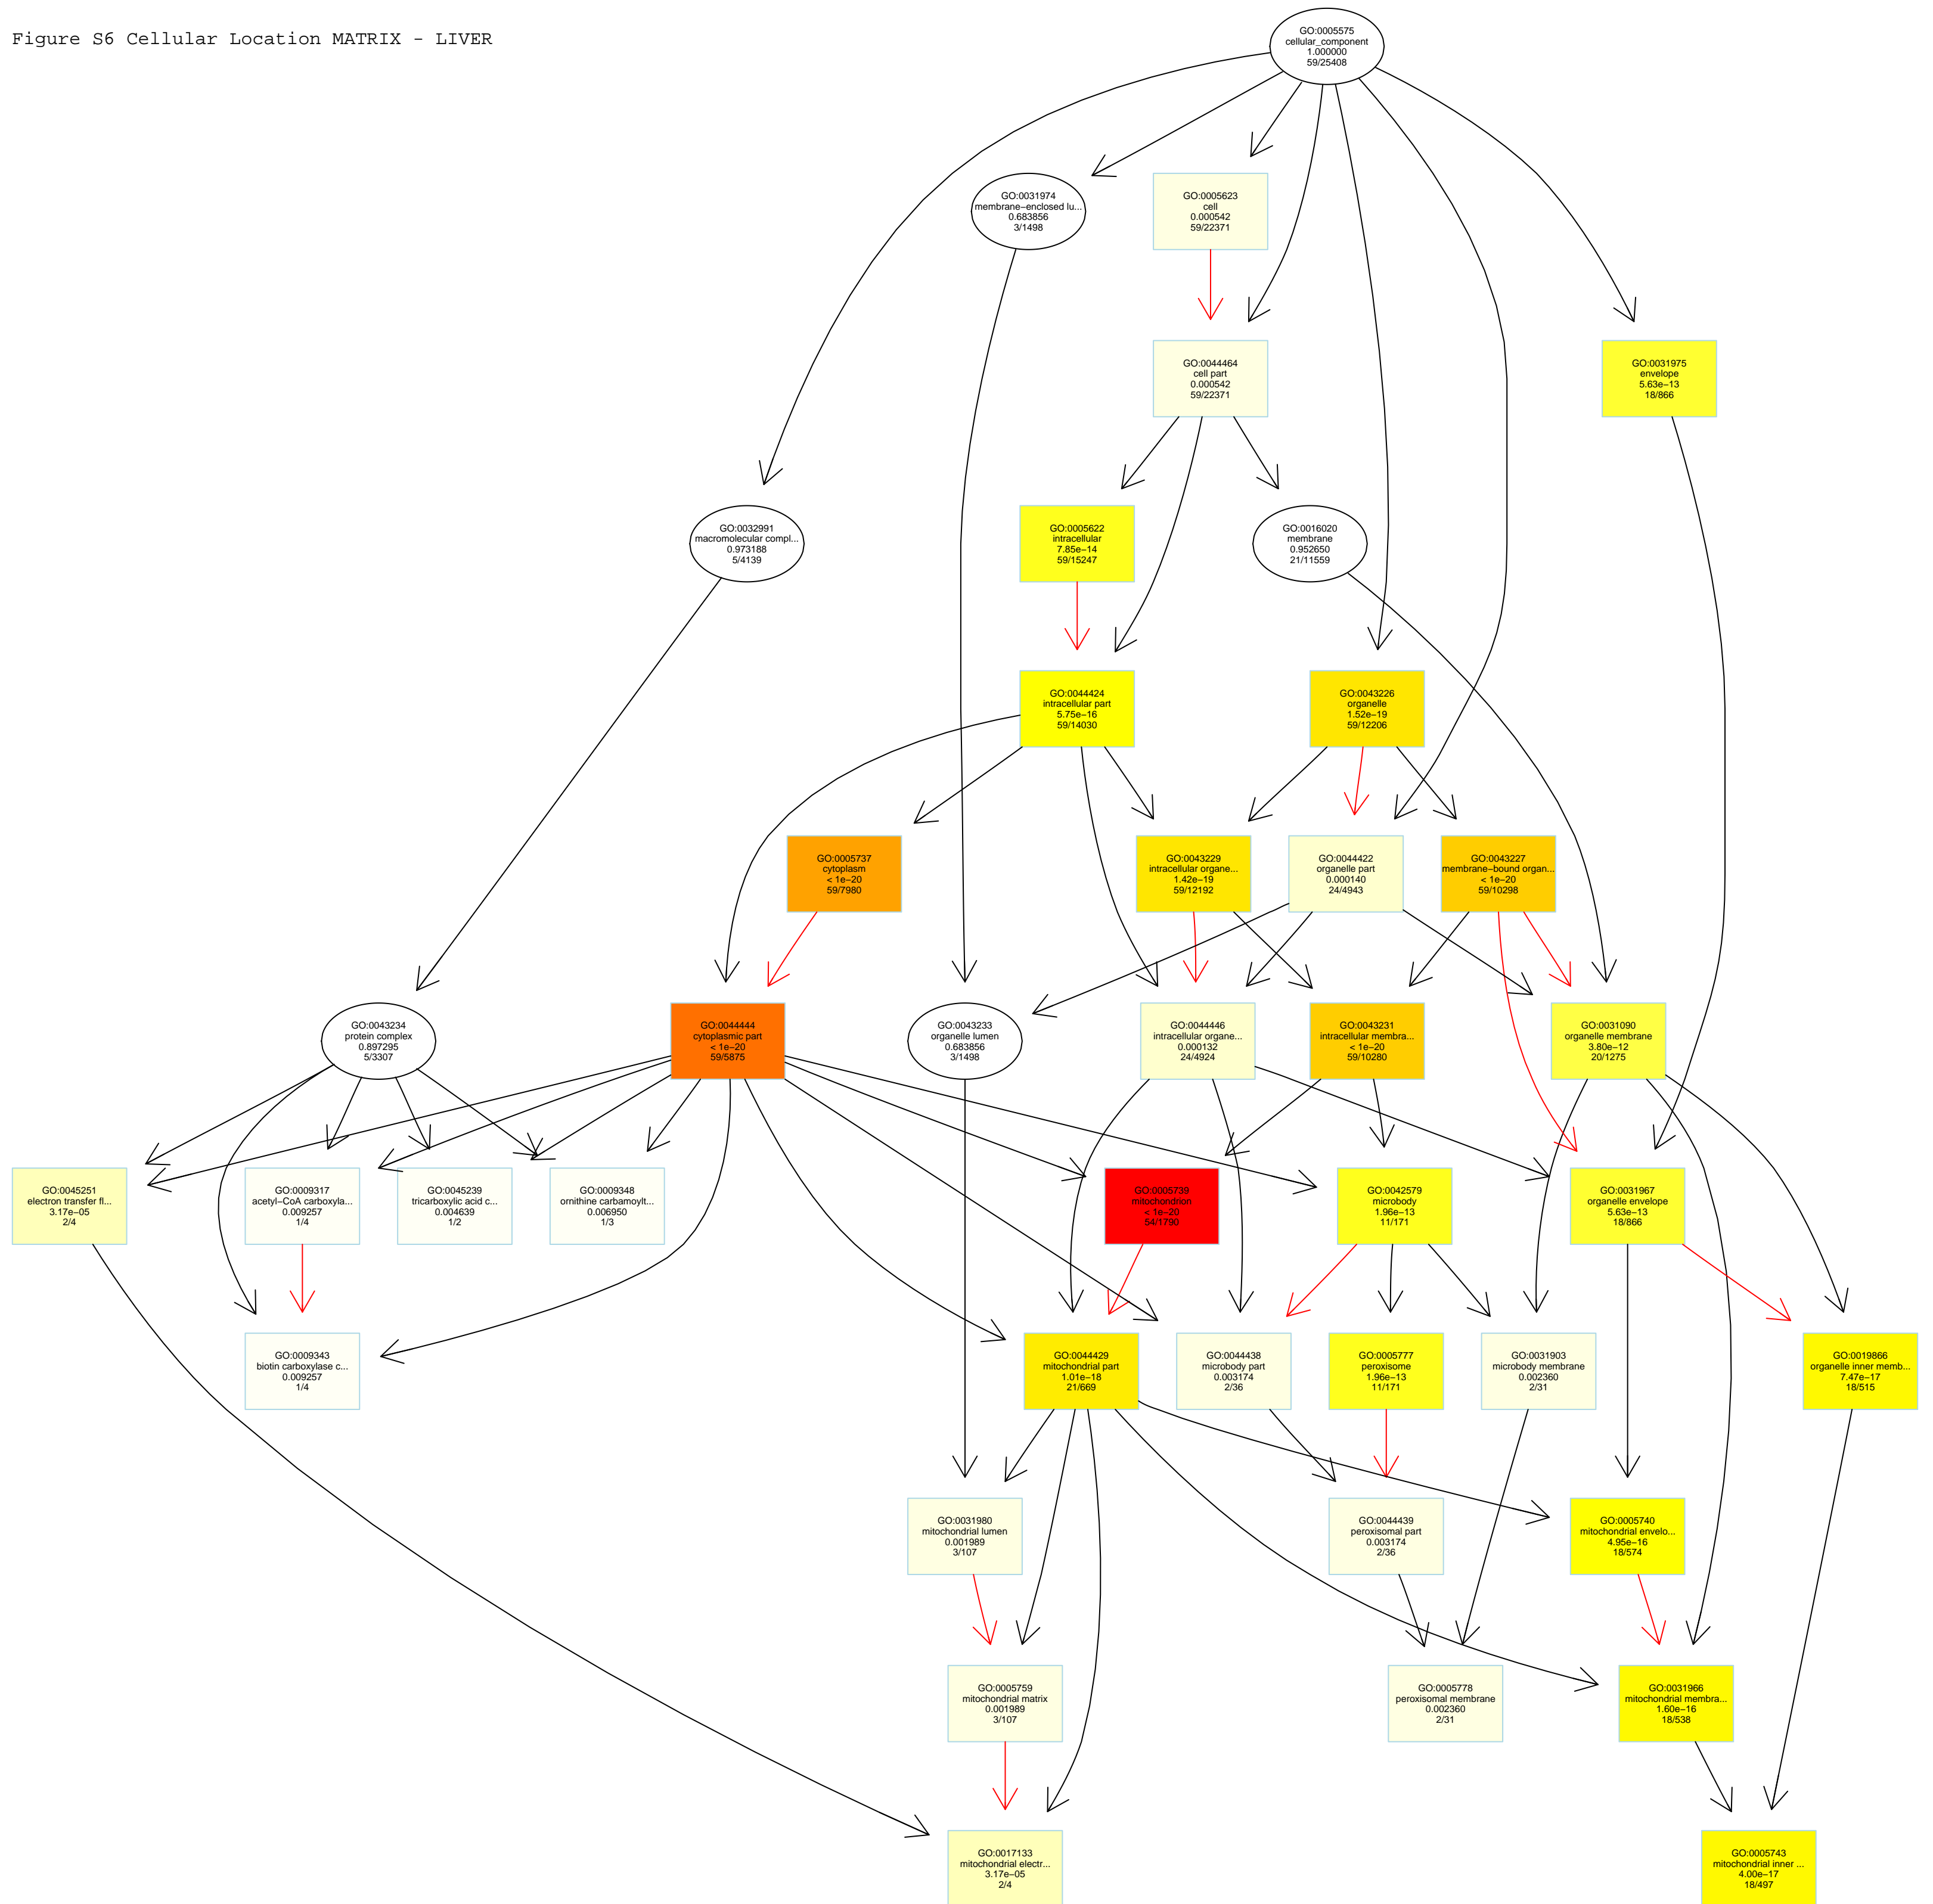 Figure S6 Cellular Location MATRIX - LIVER
GO:0005575
cellular_component
1.000000
59/25408
GO:0031974
membrane−enclosed lu...
0.683856
3/1498
GO:0005623
cell
0.000542
59/22371
GO:0044464
cell part
0.000542
59/22371
GO:0031975
envelope
5.63e−13
18/866
GO:0032991
macromolecular compl...
0.973188
5/4139
GO:0005622
intracellular
7.85e−14
59/15247
GO:0016020
membrane
0.952650
21/11559
GO:0044424
intracellular part
5.75e−16
59/14030
GO:0043226
organelle
1.52e−19
59/12206
GO:0005737
cytoplasm
< 1e−20
59/7980
GO:0043229
intracellular organe...
1.42e−19
59/12192
GO:0044422
organelle part
0.000140
24/4943
GO:0043227
membrane−bound organ...
< 1e−20
59/10298
GO:0043234
protein complex
0.897295
5/3307
GO:0044444
cytoplasmic part
< 1e−20
59/5875
GO:0043233
organelle lumen
0.683856
3/1498
GO:0044446
intracellular organe...
0.000132
24/4924
GO:0043231
intracellular membra...
< 1e−20
59/10280
GO:0031090
organelle membrane
3.80e−12
20/1275
GO:0045251
electron transfer fl...
3.17e−05
2/4
GO:0009317
acetyl−CoA carboxyla...
0.009257
1/4
GO:0045239
tricarboxylic acid c...
0.004639
1/2
GO:0009348
ornithine carbamoylt...
0.006950
1/3
GO:0005739
mitochondrion
< 1e−20
54/1790
GO:0042579
microbody
1.96e−13
11/171
GO:0031967
organelle envelope
5.63e−13
18/866
GO:0009343
biotin carboxylase c...
0.009257
1/4
GO:0044429
mitochondrial part
1.01e−18
21/669
GO:0044438
microbody part
0.003174
2/36
GO:0005777
peroxisome
1.96e−13
11/171
GO:0031903
microbody membrane
0.002360
2/31
GO:0019866
organelle inner memb...
7.47e−17
18/515
GO:0031980
mitochondrial lumen
0.001989
3/107
GO:0044439
peroxisomal part
0.003174
2/36
GO:0005740
mitochondrial envelo...
4.95e−16
18/574
GO:0005759
mitochondrial matrix
0.001989
3/107
GO:0005778
peroxisomal membrane
0.002360
2/31
GO:0031966
mitochondrial membra...
1.60e−16
18/538
GO:0017133
mitochondrial electr...
3.17e−05
2/4
GO:0005743
mitochondrial inner ...
4.00e−17
18/497